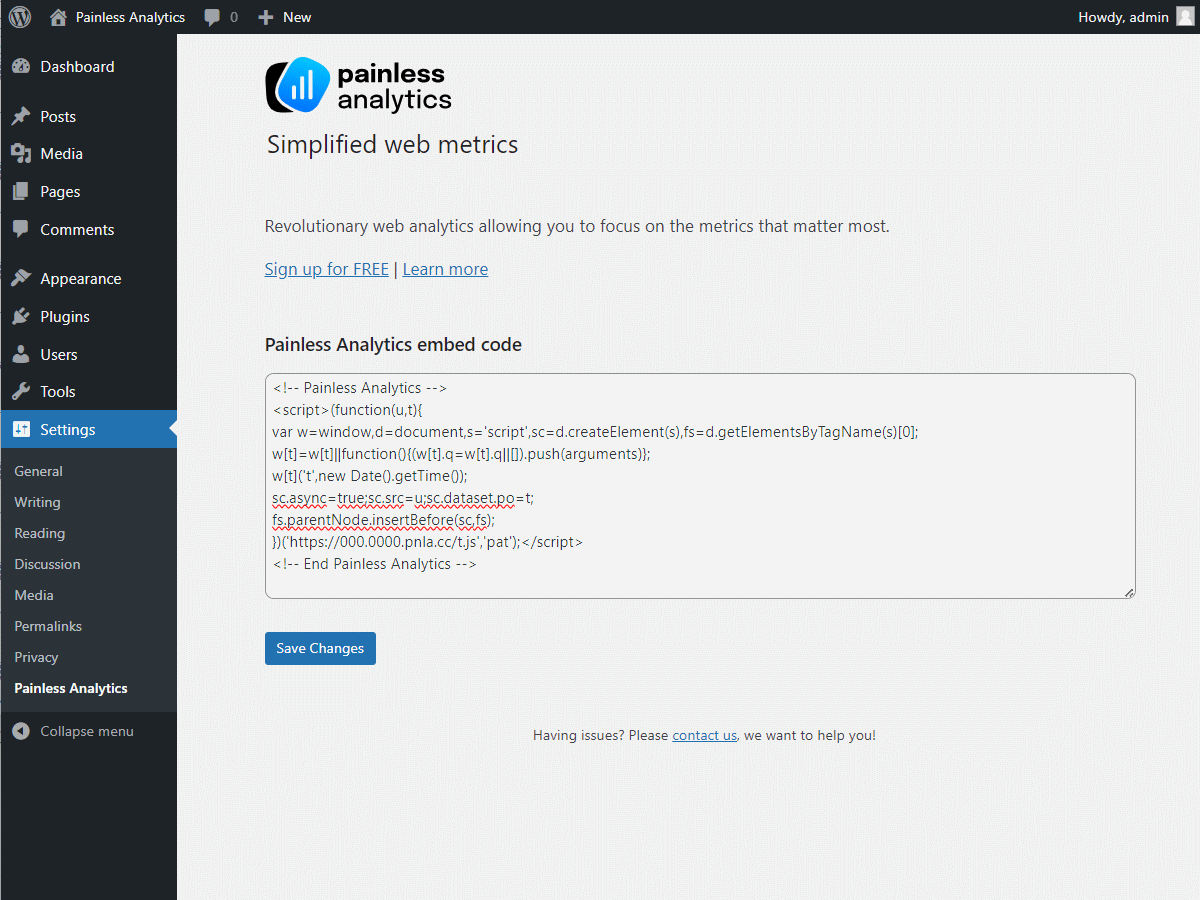 Painless Analytics 0 New Howdy, admin
Dashboard
Posts
Media
Pages
Comments
Appearance
Plugins
Users
Tools
Settings
General
Writing
Reading
Discussion
Media
Permalinks
Privacy
Painless Analytics
Collapse menu
painless
analytics
Simplified web metrics
Revolutionary web analytics allowing you to focus on the metrics that matter most.
Sign up for FREE | Learn more
Painless Analytics embed code
<!-- Painless Analytics -->
<script>(function(u,t){
var w=window,d=document,s='script',sc=d.createElement(s),fs=d.getElementsByTagName(s)[0];
w[t]=w[t]||function(){(w[t].q=w[t].q||[]).push(arguments)};
w[t]('t',new Date().getTime());
sc.async=true;sc.src=u;sc.dataset.po=t;
fs.parentNode.insertBefore(sc,fs);
})('https://000.0000.pnla.cc/t.js','pat');</script>
<!-- End Painless Analytics -->
Save Changes
Having issues? Please contact us, we want to help you!